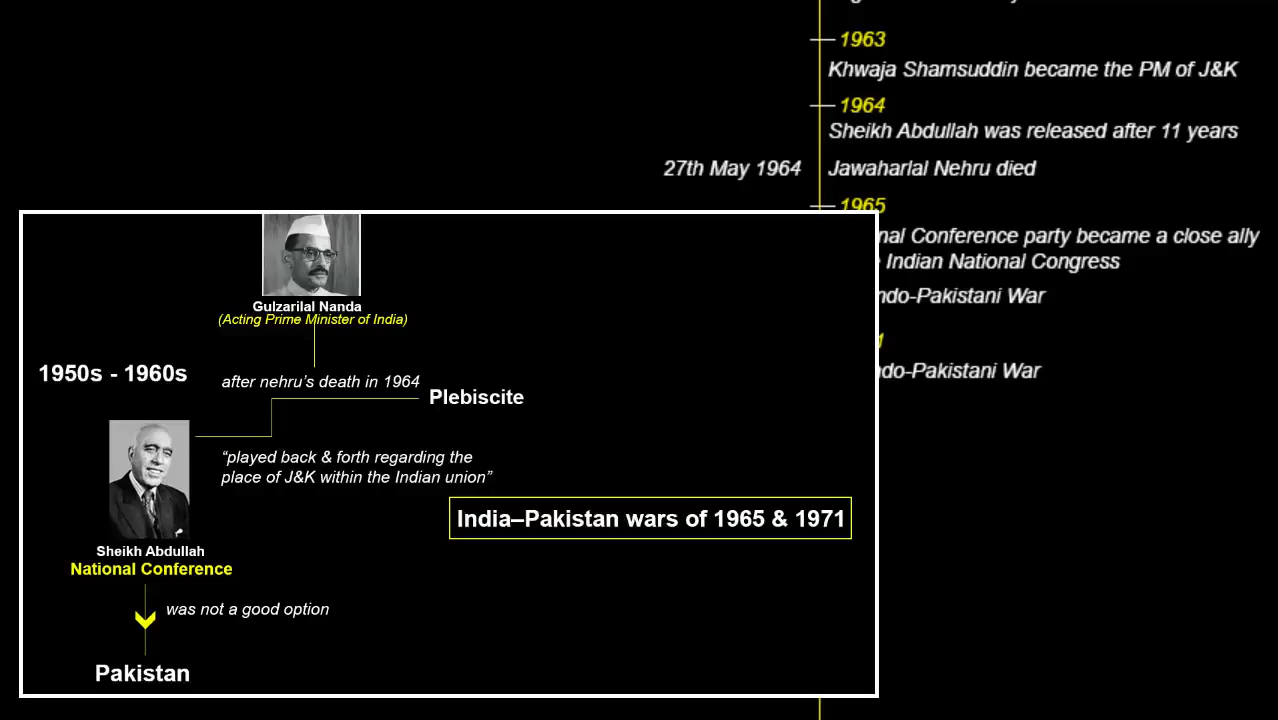 1963
Khwaja Shamsuddin became the PM of J&K
1964
Sheikh Abdullah was released after 11 years
27th May 1964 Jawaharlal Nehru died
1965
nal Conference party became a close ally
Indian National Congress
ndo-Pakistani War
1
ndo-Pakistani War
Gulzarilal Nanda
(Acting Prime Minister of India)
1950s - 1960s
after nehru's death in 1964
Plebiscite
“played back & forth regarding the
place of J&K within the Indian union”
India–Pakistan wars of 1965 & 1971
Sheikh Abdullah
National Conference
was not a good option
Pakistan